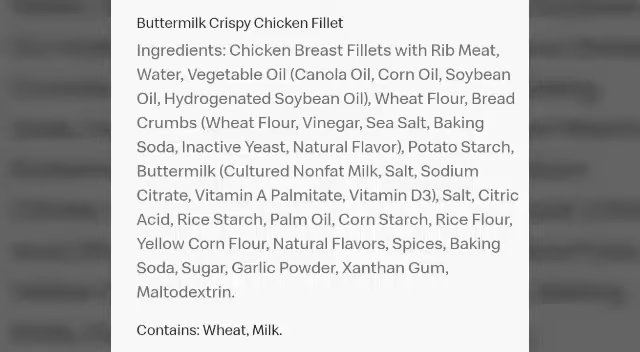 Buttermilk Crispy Chicken Fillet
Ingredients: Chicken Breast Fillets with Rib Meat,
Water, Vegetable Oil (Canola Oil, Corn Oil, Soybean
Oil, Hydrogenated Soybean Oil), Wheat Flour, Bread
Crumbs (Wheat Flour, Vinegar, Sea Salt, Baking
Soda, Inactive Yeast, Natural Flavor), Potato Starch,
Buttermilk (Cultured Nonfat Milk, Salt, Sodium
Citrate, Vitamin A Palmitate, Vitamin D3), Salt, Citric
Acid, Rice Starch, Palm Oil, Corn Starch, Rice Flour,
Yellow Corn Flour, Natural Flavors, Spices, Baking
Soda, Sugar, Garlic Powder, Xanthan Gum,
Maltodextrin.
Contains: Wheat, Milk.